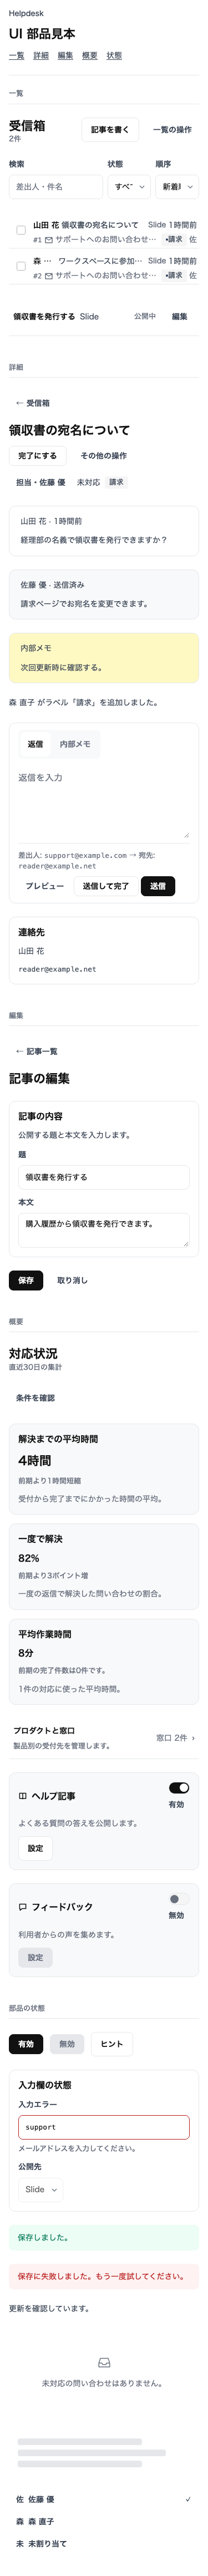 Helpdesk
UI 部品見本
一覧 詳細 編集 概要 状態
一覧
受信箱
2件
記事を書く 一覧の操作
検索 状態 順序
差出人・件名 すべ 新着
山田 花 領収書の宛名について Slide 1時間前
#1 サポートへのお問い合わせ… •請求 佐
森 … ワークスペースに参加… Slide 1時間前
#2 サポートへのお問い合わせ… •請求 佐
領収書を発行する Slide 公開中 編集
詳細
← 受信箱
領収書の宛名について
完了にする その他の操作
担当・佐藤 優 未対応 請求
山田 花 · 1時間前
経理部の名義で領収書を発行できますか？
佐藤 優 · 送信済み
請求ページでお宛名を変更できます。
内部メモ
次回更新時に確認する。
森 直子 がラベル「請求」を追加しました。
返信 内部メモ
返信を入力
差出人: support@example.com → 宛先:
reader@example.net
プレビュー 送信して完了 送信
連絡先
山田 花
reader@example.net
編集
← 記事一覧
記事の編集
記事の内容
公開する題と本文を入力します。
題
領収書を発行する
本文
購入履歴から領収書を発行できます。
保存 取り消し
概要
対応状況
直近30日の集計
条件を確認
解決までの平均時間
4時間
前期より1時間短縮
受付から完了までにかかった時間の平均。
一度で解決
82%
前期より3ポイント増
一度の返信で解決した問い合わせの割合。
平均作業時間
8分
前期の完了件数は0件です。
1件の対応に使った平均時間。
プロダクトと窓口
製品別の受付先を管理します。
窓口 2件 ›
ヘルプ記事
有効
よくある質問の答えを公開します。
設定
フィードバック
無効
利用者からの声を集めます。
設定
部品の状態
有効 無効 ヒント
入力欄の状態
入力エラー
support
メールアドレスを入力してください。
公開先
Slide
保存しました。
保存に失敗しました。もう一度試してください。
更新を確認しています。
未対応の問い合わせはありません。
佐 佐藤 優 ✓
森 森 直子
未 未割り当て